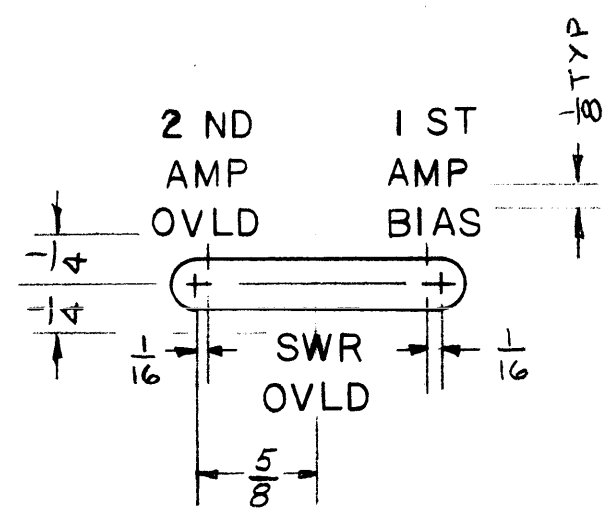 1/8 TYP
2 ND
AMP
OVLD
1 ST
AMP
BIAS
1/4
1/4
1/16
SWR
OVLD
1/16
5/8